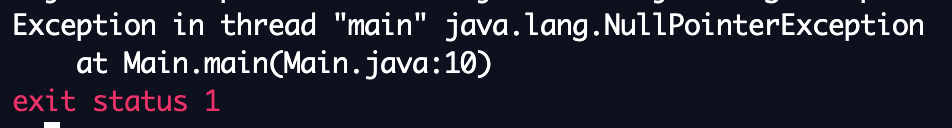 Exception in thread "main" java.lang.NullPointerException
    at Main.main(Main.java:10)
exit status 1